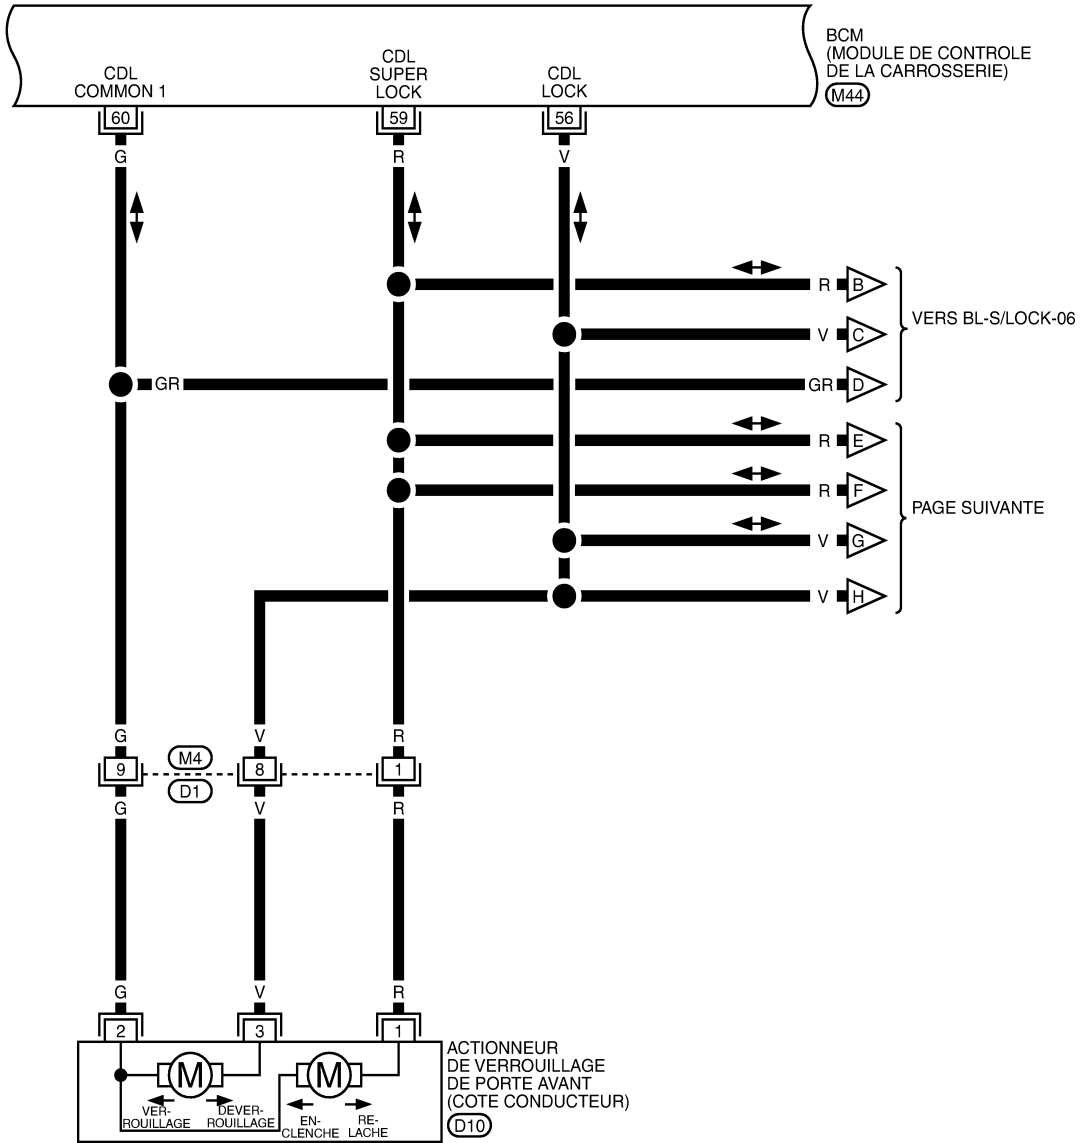 BCM
(MODULE DE CONTROLE
DE LA CARROSSERIE)
M44
CDL
COMMON 1
CDL
SUPER
LOCK
CDL
LOCK
60
59
56
G
R
V
R
B
V
C
VERS BL-S/LOCK-06
GR
GR
D
R
E
R
F
PAGE SUIVANTE
V
G
V
H
G
V
R
9
M4
8
1
D1
G
V
R
G
V
R
2
3
1
ACTIONNEUR
DE VERROUILLAGE
DE PORTE AVANT
(COTE CONDUCTEUR)
D10
M
M
VER-
ROUILLAGE
DEVER-
ROUILLAGE
EN-
CLENCHE
RE-
LACHE